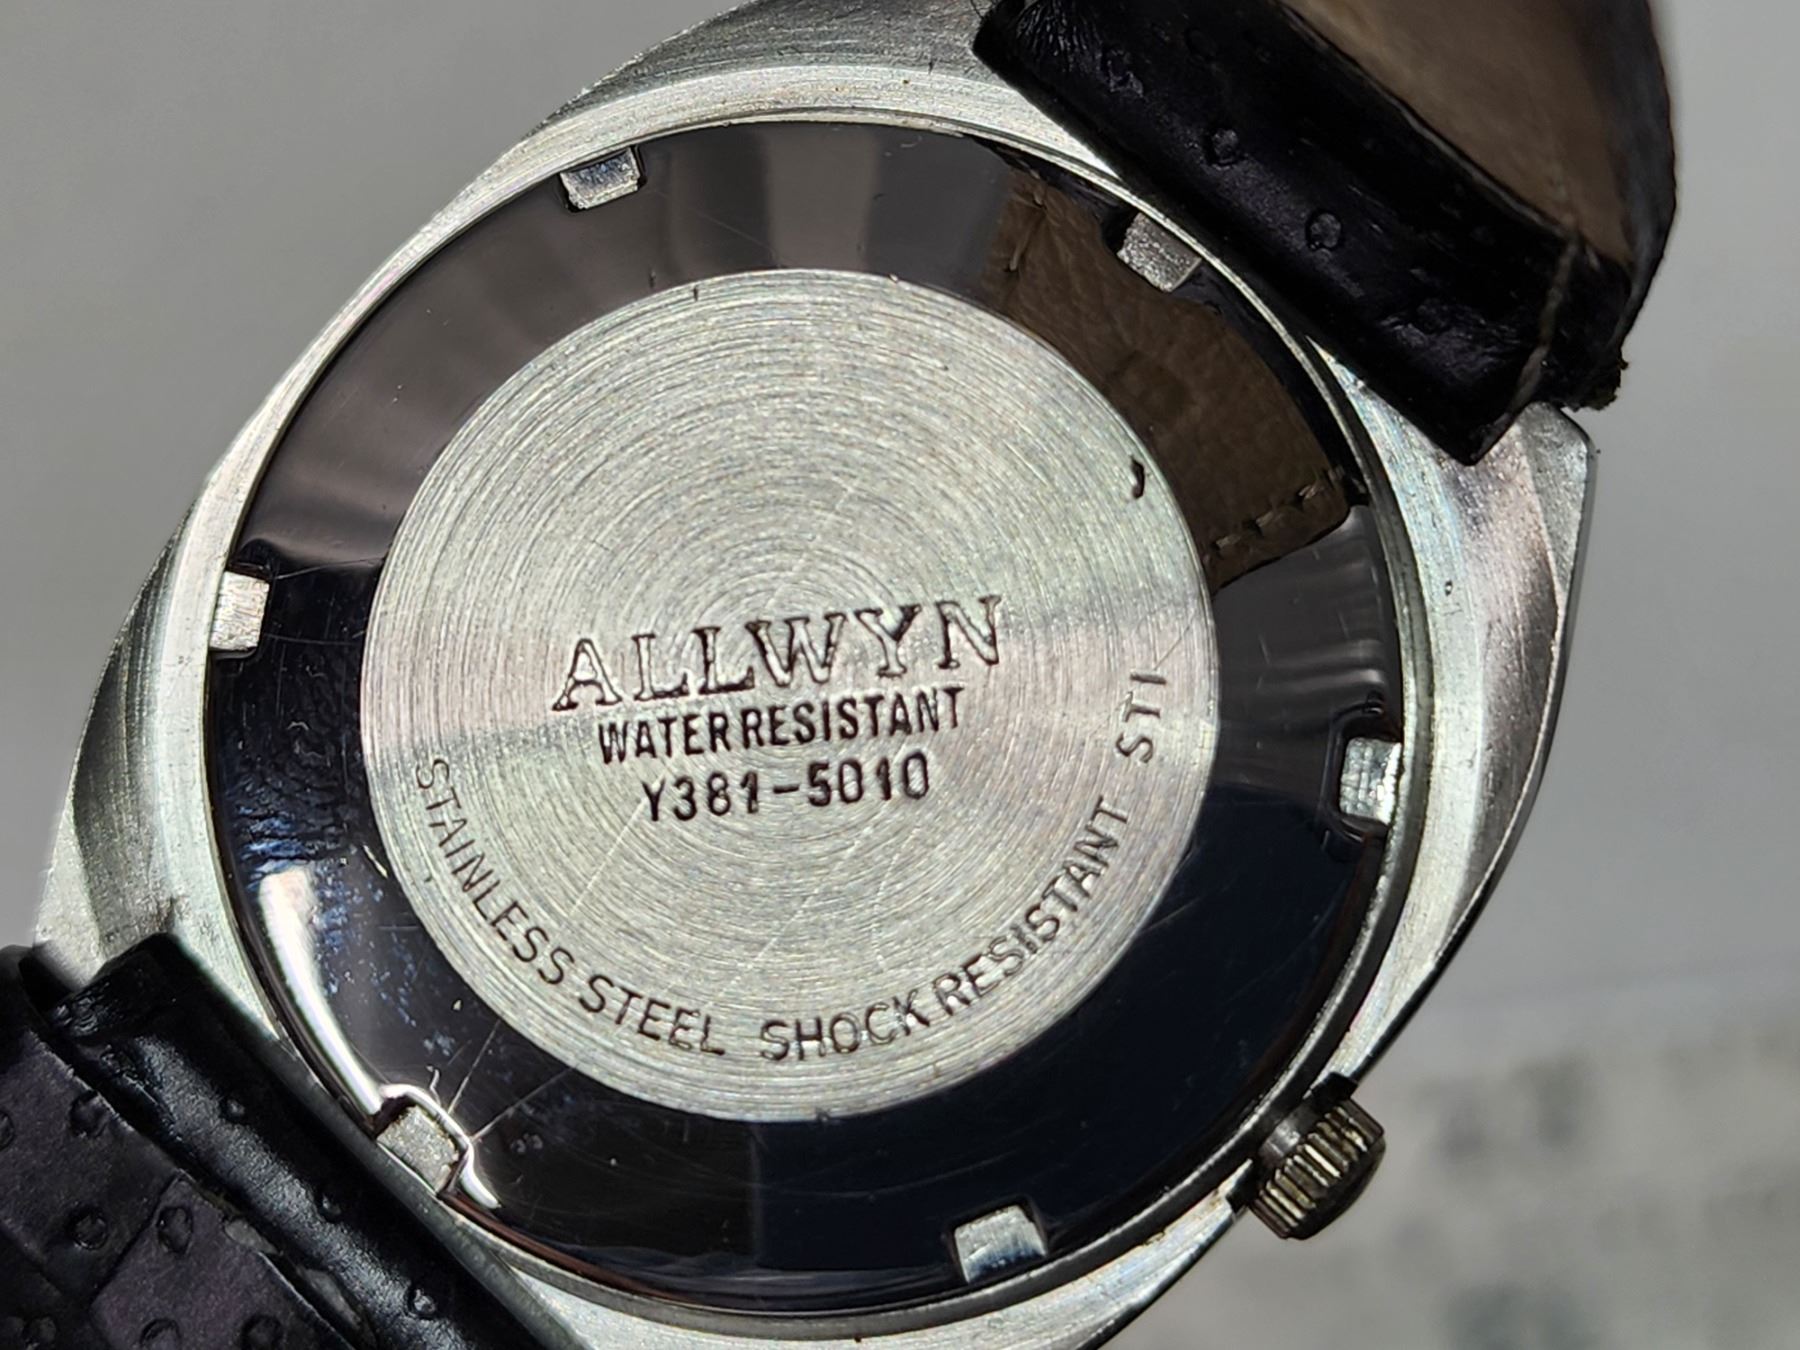 ALLWYN
WATER RESISTANT
Y381-5010
STAINLESS STEEL SHOCK RESISTANT STI